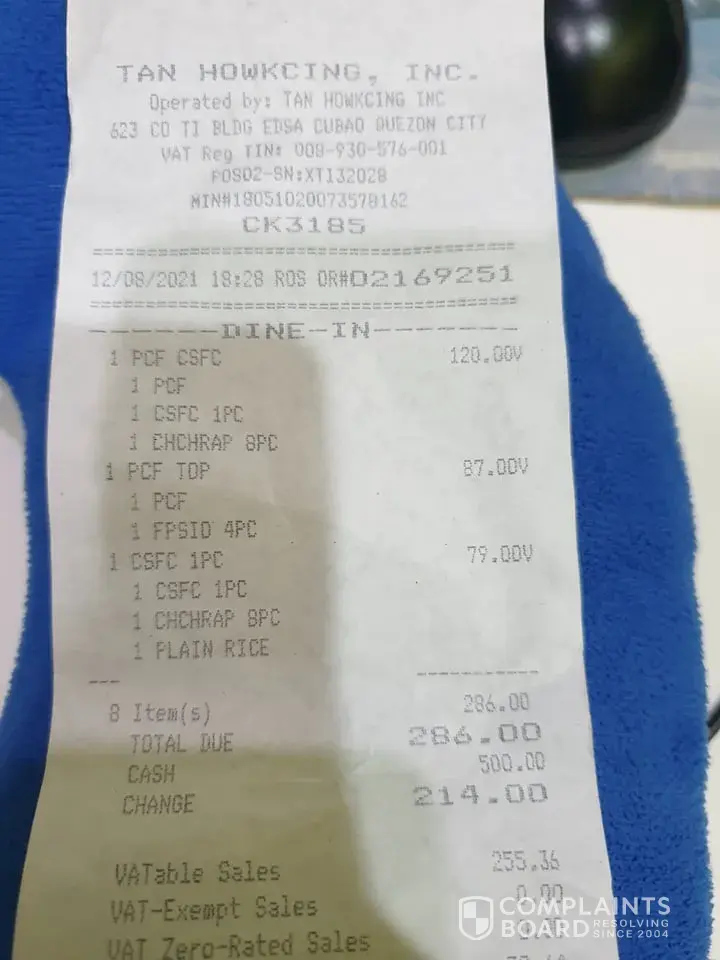 TAN HOWKCING, INC.
Operated by: TAN HOWKCING INC
623 CO TI BLDG EDSA CUBAO QUEZON CITY
VAT Reg TIN: 008-930-576-001
POS02-SN:XT132028
MIN#18051020073578162
CK3185
==========================================
12/08/2021 18:28 ROS OR#02169251
==========================================
------DINE-IN-------
1 PCF CSFC 120.00V
1 PCF
1 CSFC 1PC
1 CHCHRAP 8PC
1 PCF TOP 87.00V
1 PCF
1 FPSID 4PC
1 CSFC 1PC 79.00V
1 CSFC 1PC
1 CHCHRAP 8PC
1 PLAIN RICE
--- ------------
8 Item(s) 286.00
TOTAL DUE 286.00
CASH 500.00
CHANGE 214.00
VATable Sales 255.36
VAT-Exempt Sales 0.00
VAT Zero-Rated Sales
COMPLAINTS
BOARD RESOLVING
SINCE 2004